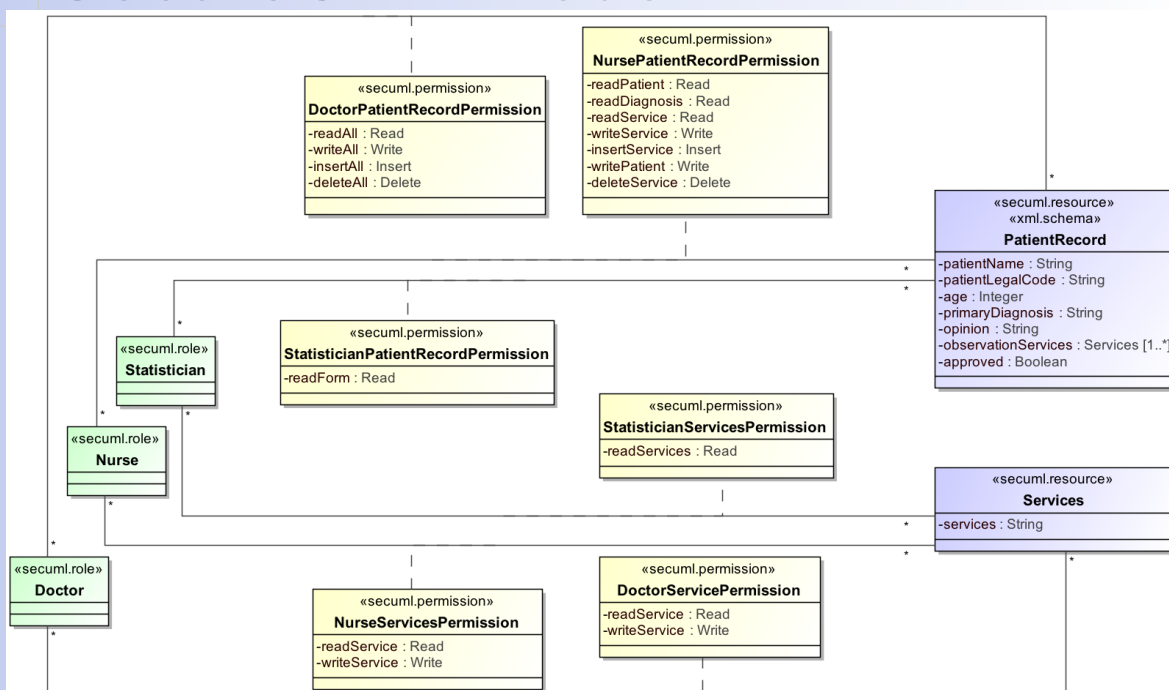 «secuml.permission»
DoctorPatientRecordPermission
-readAll : Read
-writeAll : Write
-insertAll : Insert
-deleteAll : Delete
«secuml.permission»
NursePatientRecordPermission
-readPatient : Read
-readDiagnosis : Read
-readService : Read
-writeService : Write
-insertService : Insert
-writePatient : Write
-deleteService : Delete
*
«secuml.resource»
«xml.schema»
PatientRecord
-patientName : String
-patientLegalCode : String
-age : Integer
-primaryDiagnosis : String
-opinion : String
-observationServices : Services [1..*]
-approved : Boolean
*
*
*
«secuml.role»
Statistician
*
«secuml.permission»
StatisticianPatientRecordPermission
-readForm : Read
«secuml.permission»
StatisticianServicesPermission
-readServices : Read
*
«secuml.role»
Nurse
*
«secuml.resource»
Services
-services : String
*
*
*
*
«secuml.role»
Doctor
*
«secuml.permission»
NurseServicesPermission
-readService : Read
-writeService : Write
«secuml.permission»
DoctorServicePermission
-readService : Read
-writeService : Write